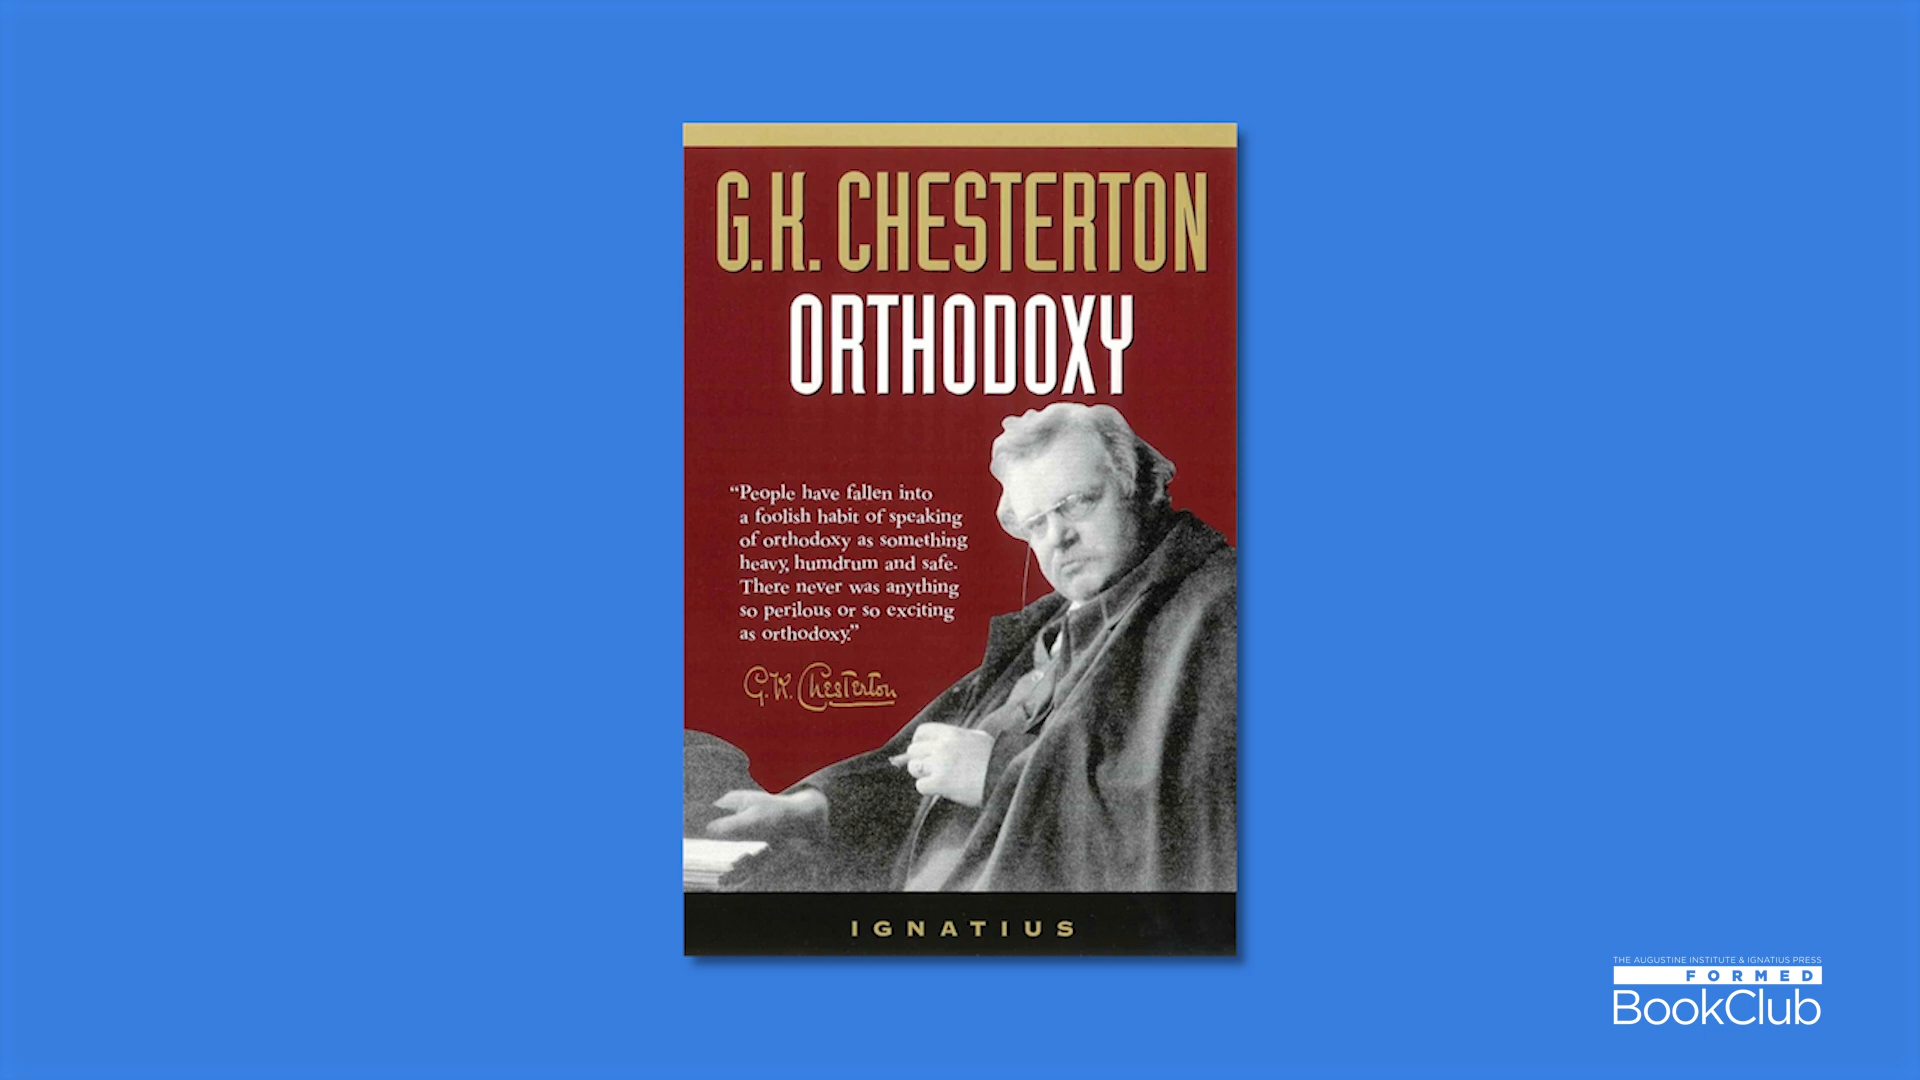 G.K. CHESTERTON
ORTHODOXY
“People have fallen into
a foolish habit of speaking
of orthodoxy as something
heavy, humdrum and safe.
There never was anything
so perilous or so exciting
as orthodoxy.”
G.K. Chesterton
IGNATIUS
THE AUGUSTINE INSTITUTE & IGNATIUS PRESS
FORMED
BookClub